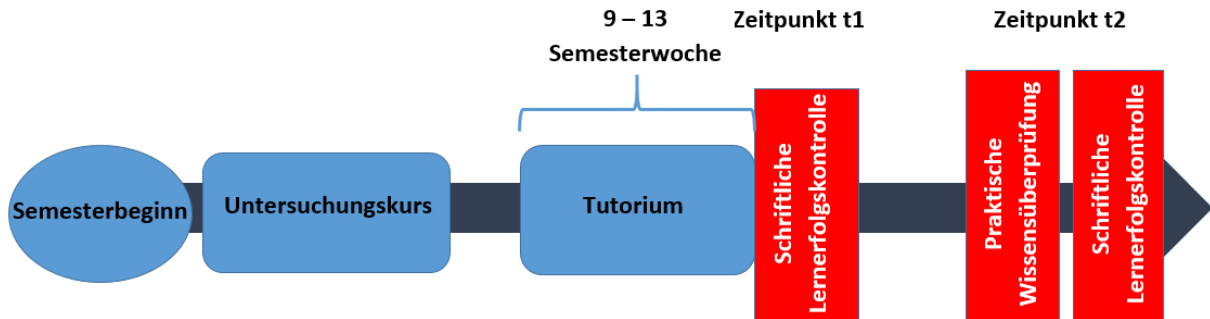 9 – 13
Semesterwoche
Zeitpunkt t1
Zeitpunkt t2
Semesterbeginn
Untersuchungskurs
Tutorium
Schriftliche
Lernerfolgskontrolle
Praktische
Wissensüberprüfung
Schriftliche
Lernerfolgskontrolle